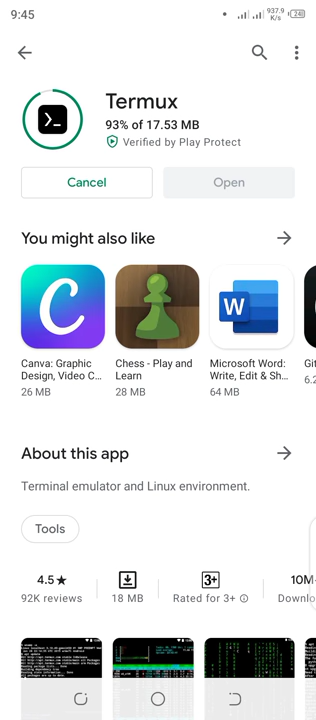 9:45
937.9
K/s
24
Termux
93% of 17.53 MB
Verified by Play Protect
Cancel
Open
You might also like
Canva: Graphic
Design, Video C...
26 MB
Chess - Play and
Learn
28 MB
W
Microsoft Word:
Write, Edit & Sh...
64 MB
Git
6.2
About this app
Terminal emulator and Linux environment.
Tools
4.5★
92K reviews
18 MB
3+
Rated for 3+
10M
Downlo